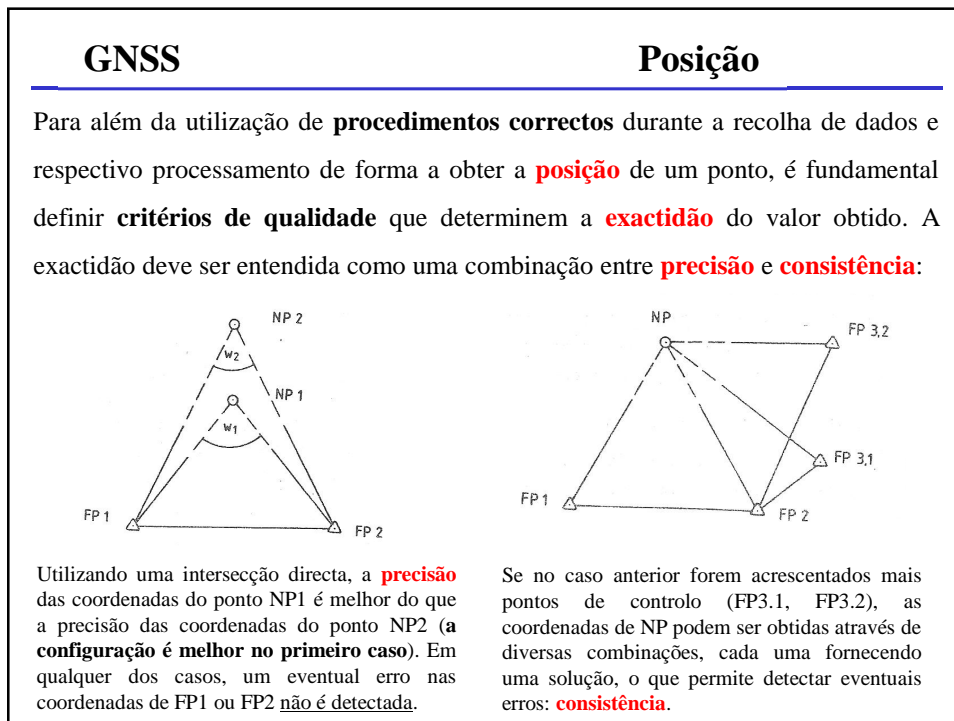 GNSS Posição
Para além da utilização de procedimentos correctos durante a recolha de dados e
respectivo processamento de forma a obter a posição de um ponto, é fundamental
definir critérios de qualidade que determinem a exactidão do valor obtido. A
exactidão deve ser entendida como uma combinação entre precisão e consistência:
NP 2
W2
NP 1
W1
FP 1
FP 2
NP
FP 3,2
FP 3,1
FP 1
FP 2
Utilizando uma intersecção directa, a precisão
das coordenadas do ponto NP1 é melhor do que
a precisão das coordenadas do ponto NP2 (a
configuração é melhor no primeiro caso). Em
qualquer dos casos, um eventual erro nas
coordenadas de FP1 ou FP2 não é detectada.
Se no caso anterior forem acrescentados mais
pontos de controlo (FP3.1, FP3.2), as
coordenadas de NP podem ser obtidas através de
diversas combinações, cada uma fornecendo
uma solução, o que permite detectar eventuais
erros: consistência.